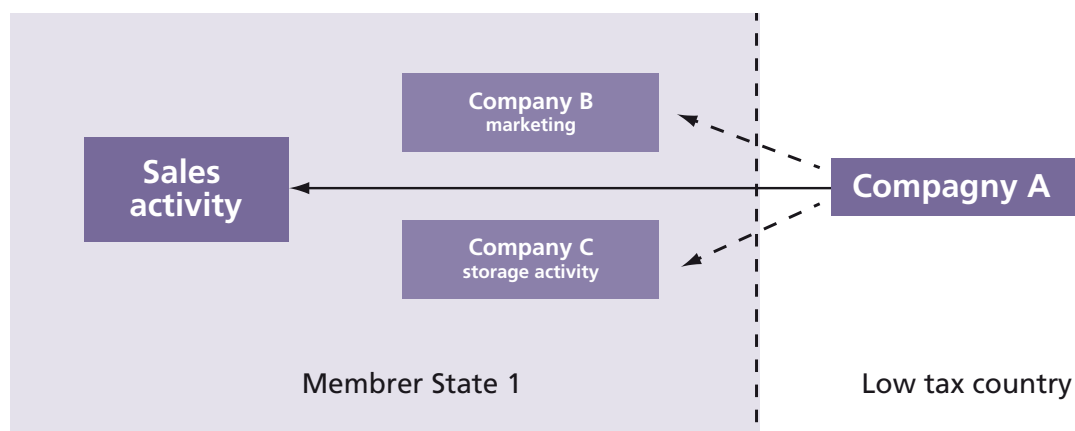 Company B
marketing
Sales
activity
Compagny A
Company C
storage activity
Membrer State 1
Low tax country